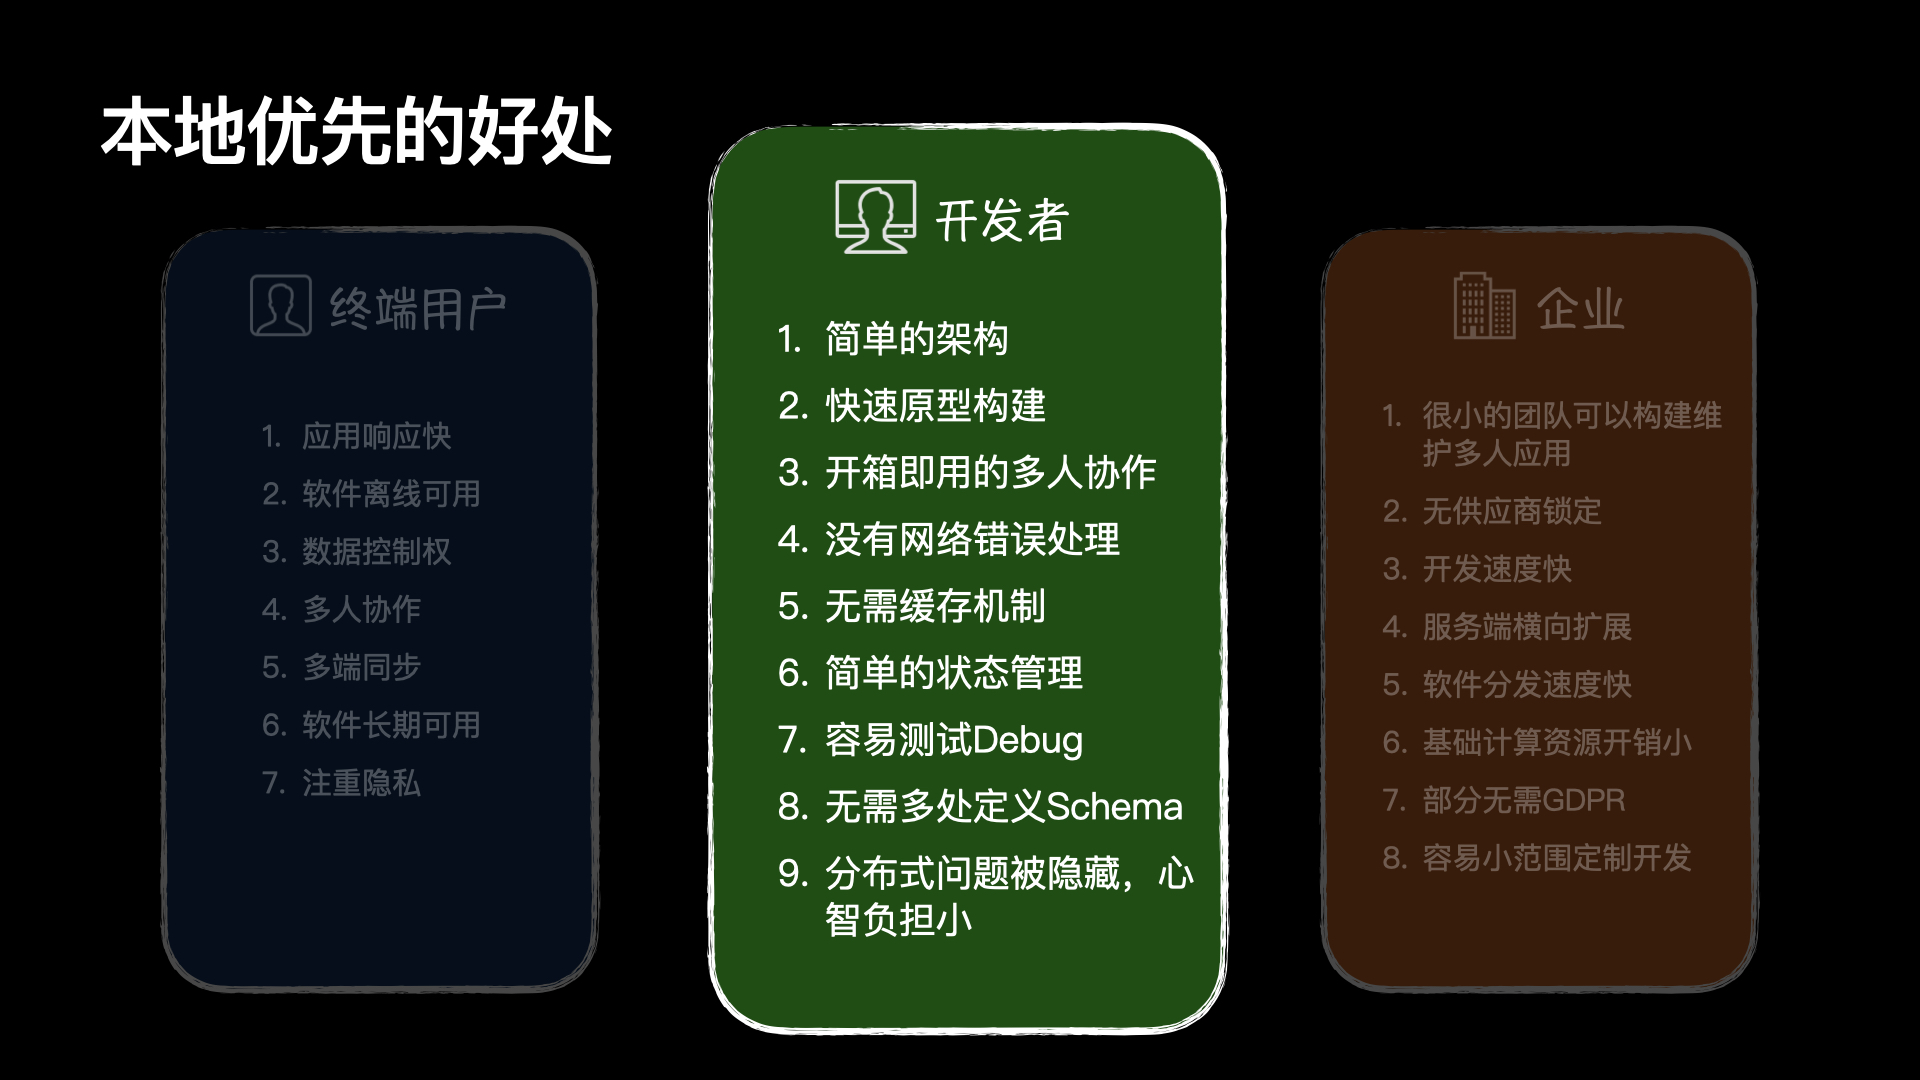 本地优先的好处
终端用户
1. 应用响应快
2. 软件离线可用
3. 数据控制权
4. 多人协作
5. 多端同步
6. 软件长期可用
7. 注重隐私
开发者
1. 简单的架构
2. 快速原型构建
3. 开箱即用的多人协作
4. 没有网络错误处理
5. 无需缓存机制
6. 简单的状态管理
7. 容易测试Debug
8. 无需多处定义Schema
9. 分布式问题被隐藏，心
智负担小
企业
1. 很小的团队可以构建维
护多人应用
2. 无供应商锁定
3. 开发速度快
4. 服务端横向扩展
5. 软件分发速度快
6. 基础计算资源开销小
7. 部分无需GDPR
8. 容易小范围定制开发